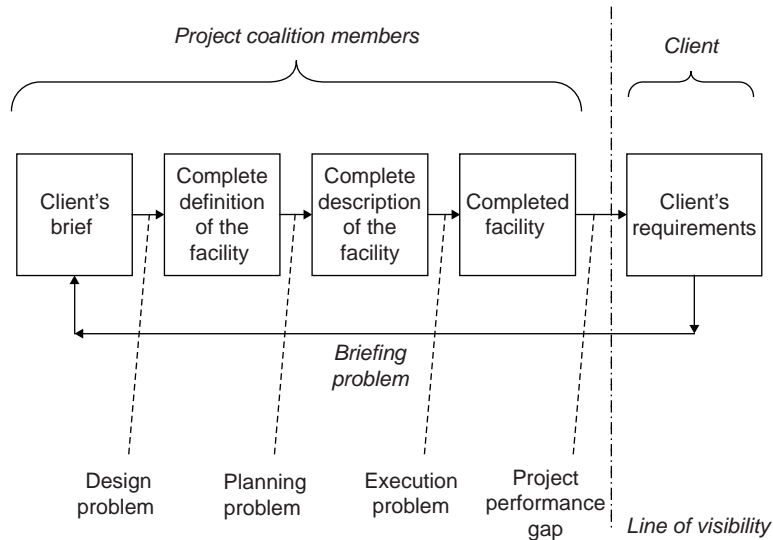 Project coalition members
Client
Client's
brief
Complete
definition
of the
facility
Complete
description
of the
facility
Completed
facility
Client's
requirements
Briefing
problem
Design
problem
Planning
problem
Execution
problem
Project
performance
gap
Line of visibility